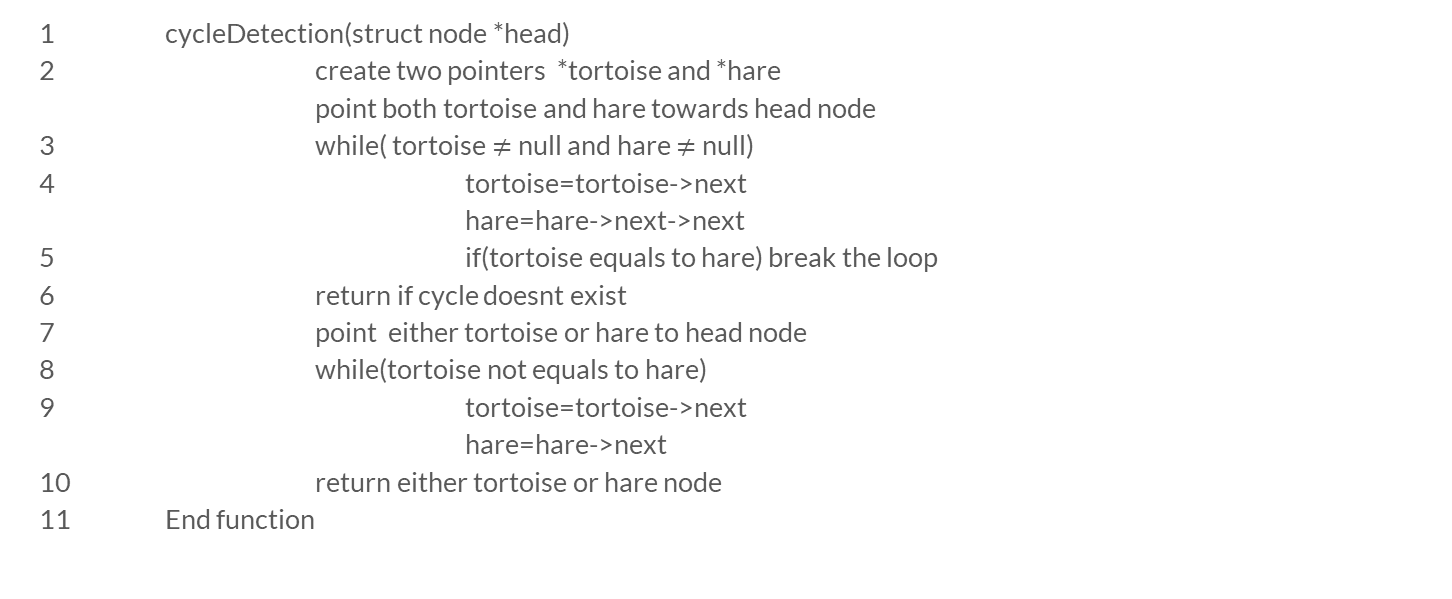 1 cycleDetection(struct node *head)
2 create two pointers *tortoise and *hare
point both tortoise and hare towards head node
3 while( tortoise ≠ null and hare ≠ null)
4 tortoise=tortoise->next
hare=hare->next->next
5 if(tortoise equals to hare) break the loop
6 return if cycle doesnt exist
7 point either tortoise or hare to head node
8 while(tortoise not equals to hare)
9 tortoise=tortoise->next
hare=hare->next
10 return either tortoise or hare node
11 End function